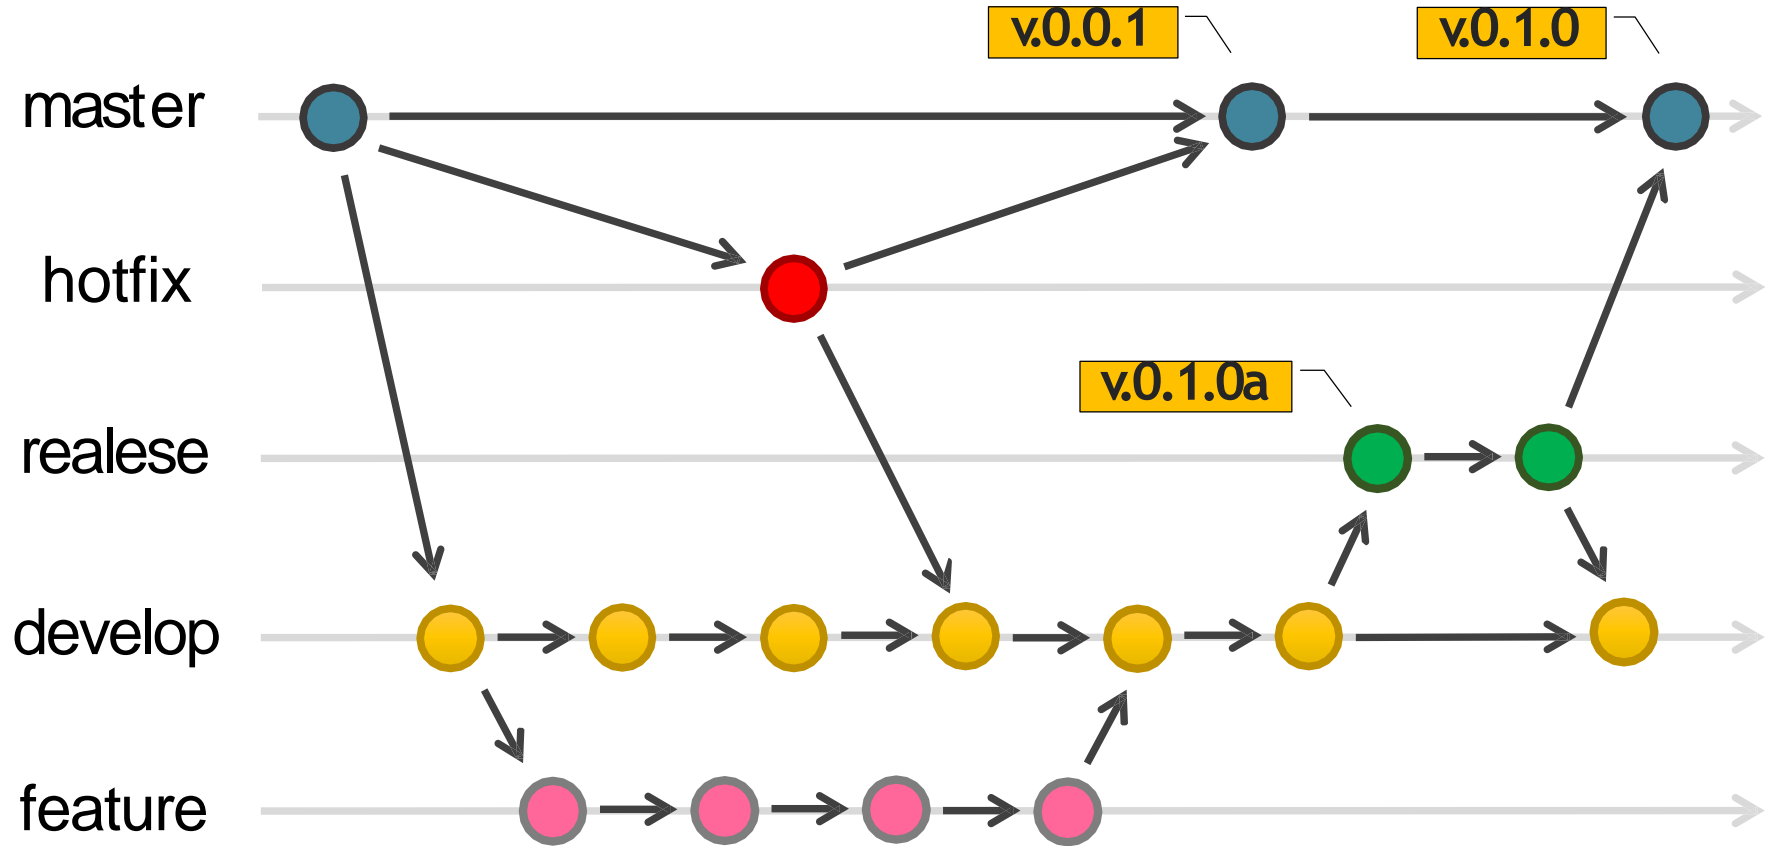 v.0.0.1
v.0.1.0
master
hotfix
v.0.1.0a
realese
develop
feature